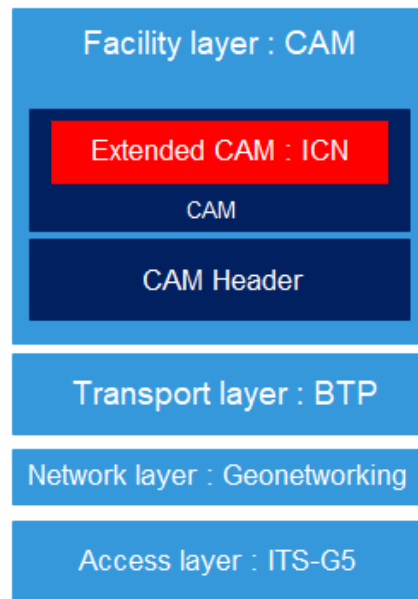 Facility layer : CAM
Extended CAM : ICN
CAM
CAM Header
Transport layer : BTP
Network layer : Geonetworking
Access layer : ITS-G5